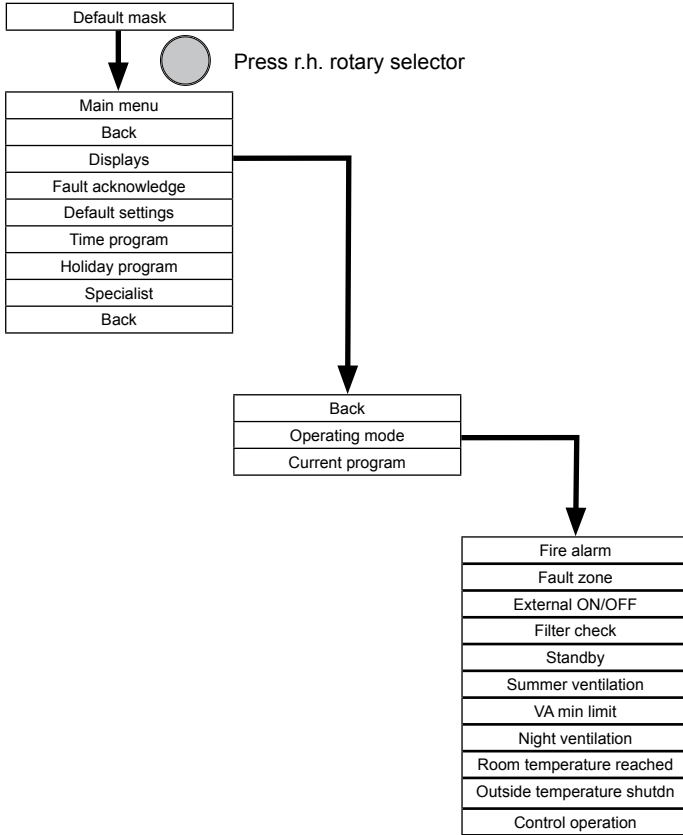 Default mask
Press r.h. rotary selector
Main menu
Back
Displays
Fault acknowledge
Default settings
Time program
Holiday program
Specialist
Back
Back
Operating mode
Current program
Fire alarm
Fault zone
External ON/OFF
Filter check
Standby
Summer ventilation
VA min limit
Night ventilation
Room temperature reached
Outside temperature shutdn
Control operation